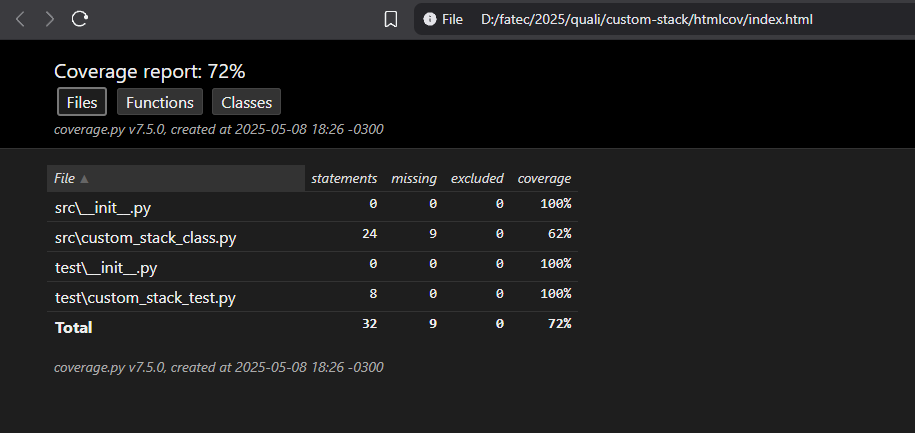 File D:/fatec/2025/quali/custom-stack/htmlcov/index.html
Coverage report: 72%
Files Functions Classes
coverage.py v7.5.0, created at 2025-05-08 18:26 -0300
File ▲ statements missing excluded coverage
src\__init__.py 0 0 0 100%
src\custom_stack_class.py 24 9 0 62%
test\__init__.py 0 0 0 100%
test\custom_stack_test.py 8 0 0 100%
Total 32 9 0 72%
coverage.py v7.5.0, created at 2025-05-08 18:26 -0300